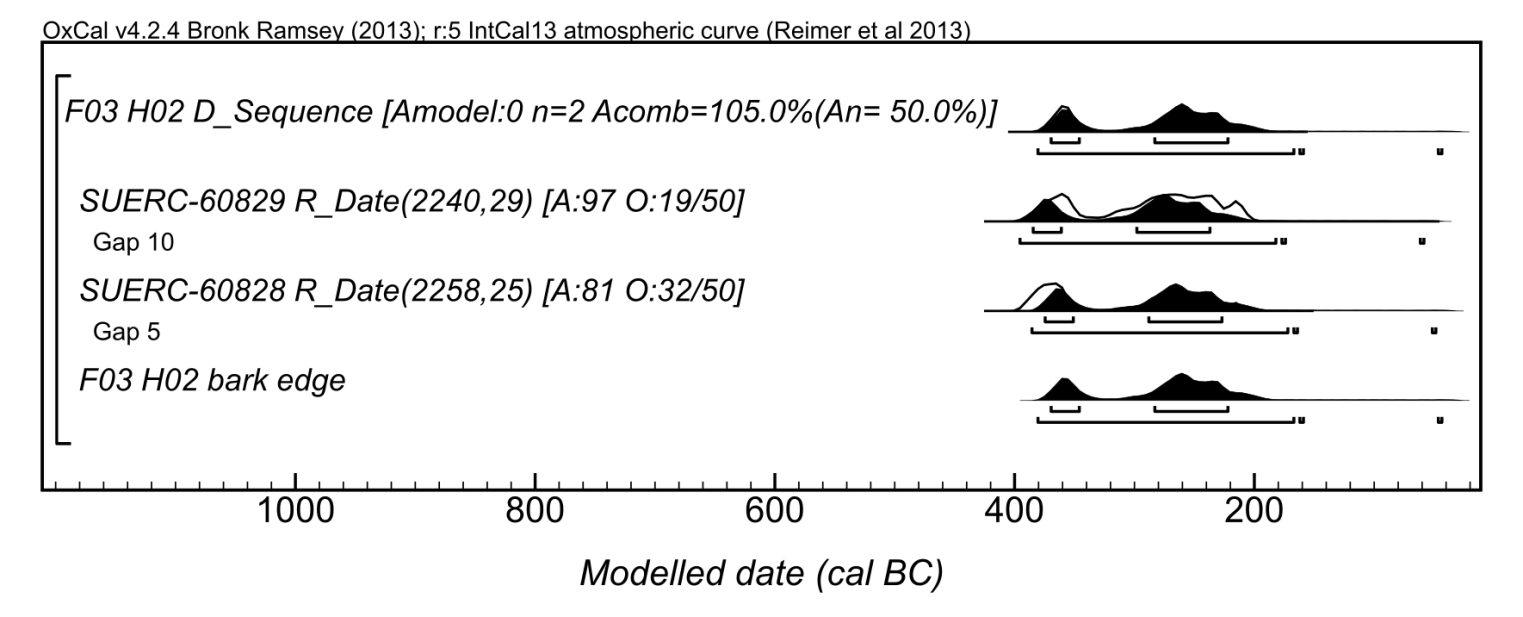 OxCal v4.2.4 Bronk Ramsey (2013); r:5 IntCal13 atmospheric curve (Reimer et al 2013)
F03 H02 D_Sequence [Amodel:0 n=2 Acomb=105.0%(An= 50.0%)]
SUERC-60829 R_Date(2240,29) [A:97 O:19/50]
Gap 10
SUERC-60828 R_Date(2258,25) [A:81 O:32/50]
Gap 5
F03 H02 bark edge
1000 800 600 400 200
Modelled date (cal BC)